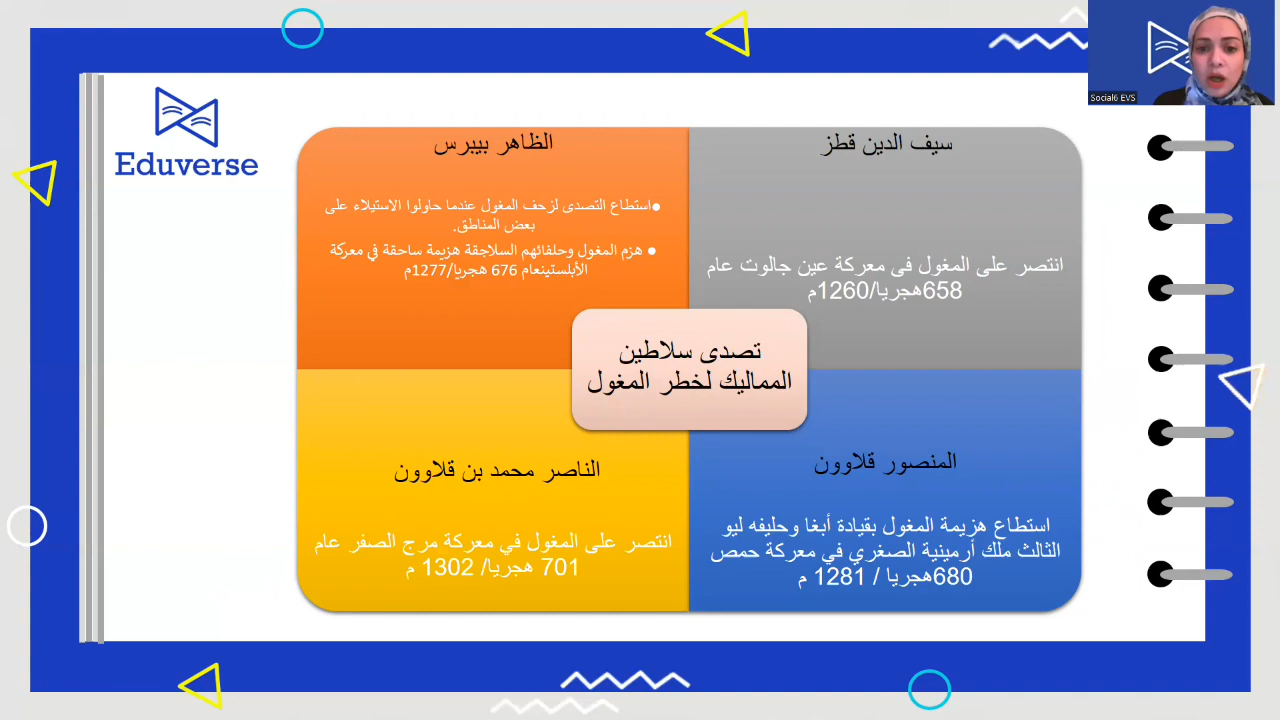 Eduverse
Social6 EVS
سيف الدين قطز
انتصر على المغول فى معركة عين جالوت عام
658هجريا/1260م
الظاهر بيبرس
•استطاع التصدى لزحف المغول عندما حاولوا الاستيلاء على
بعض المناطق.
• هزم المغول وحلفائهم السلاجقة هزيمة ساحقة في معركة
الأبلستينعام 676 هجريا/1277م
تصدى سلاطين
المماليك لخطر المغول
المنصور قلاوون
استطاع هزيمة المغول بقيادة أبغا وحليفه ليو
الثالث ملك أرمينية الصغري في معركة حمص
680هجريا / 1281 م
الناصر محمد بن قلاوون
انتصر على المغول في معركة مرج الصفر عام
701 هجريا/ 1302 م